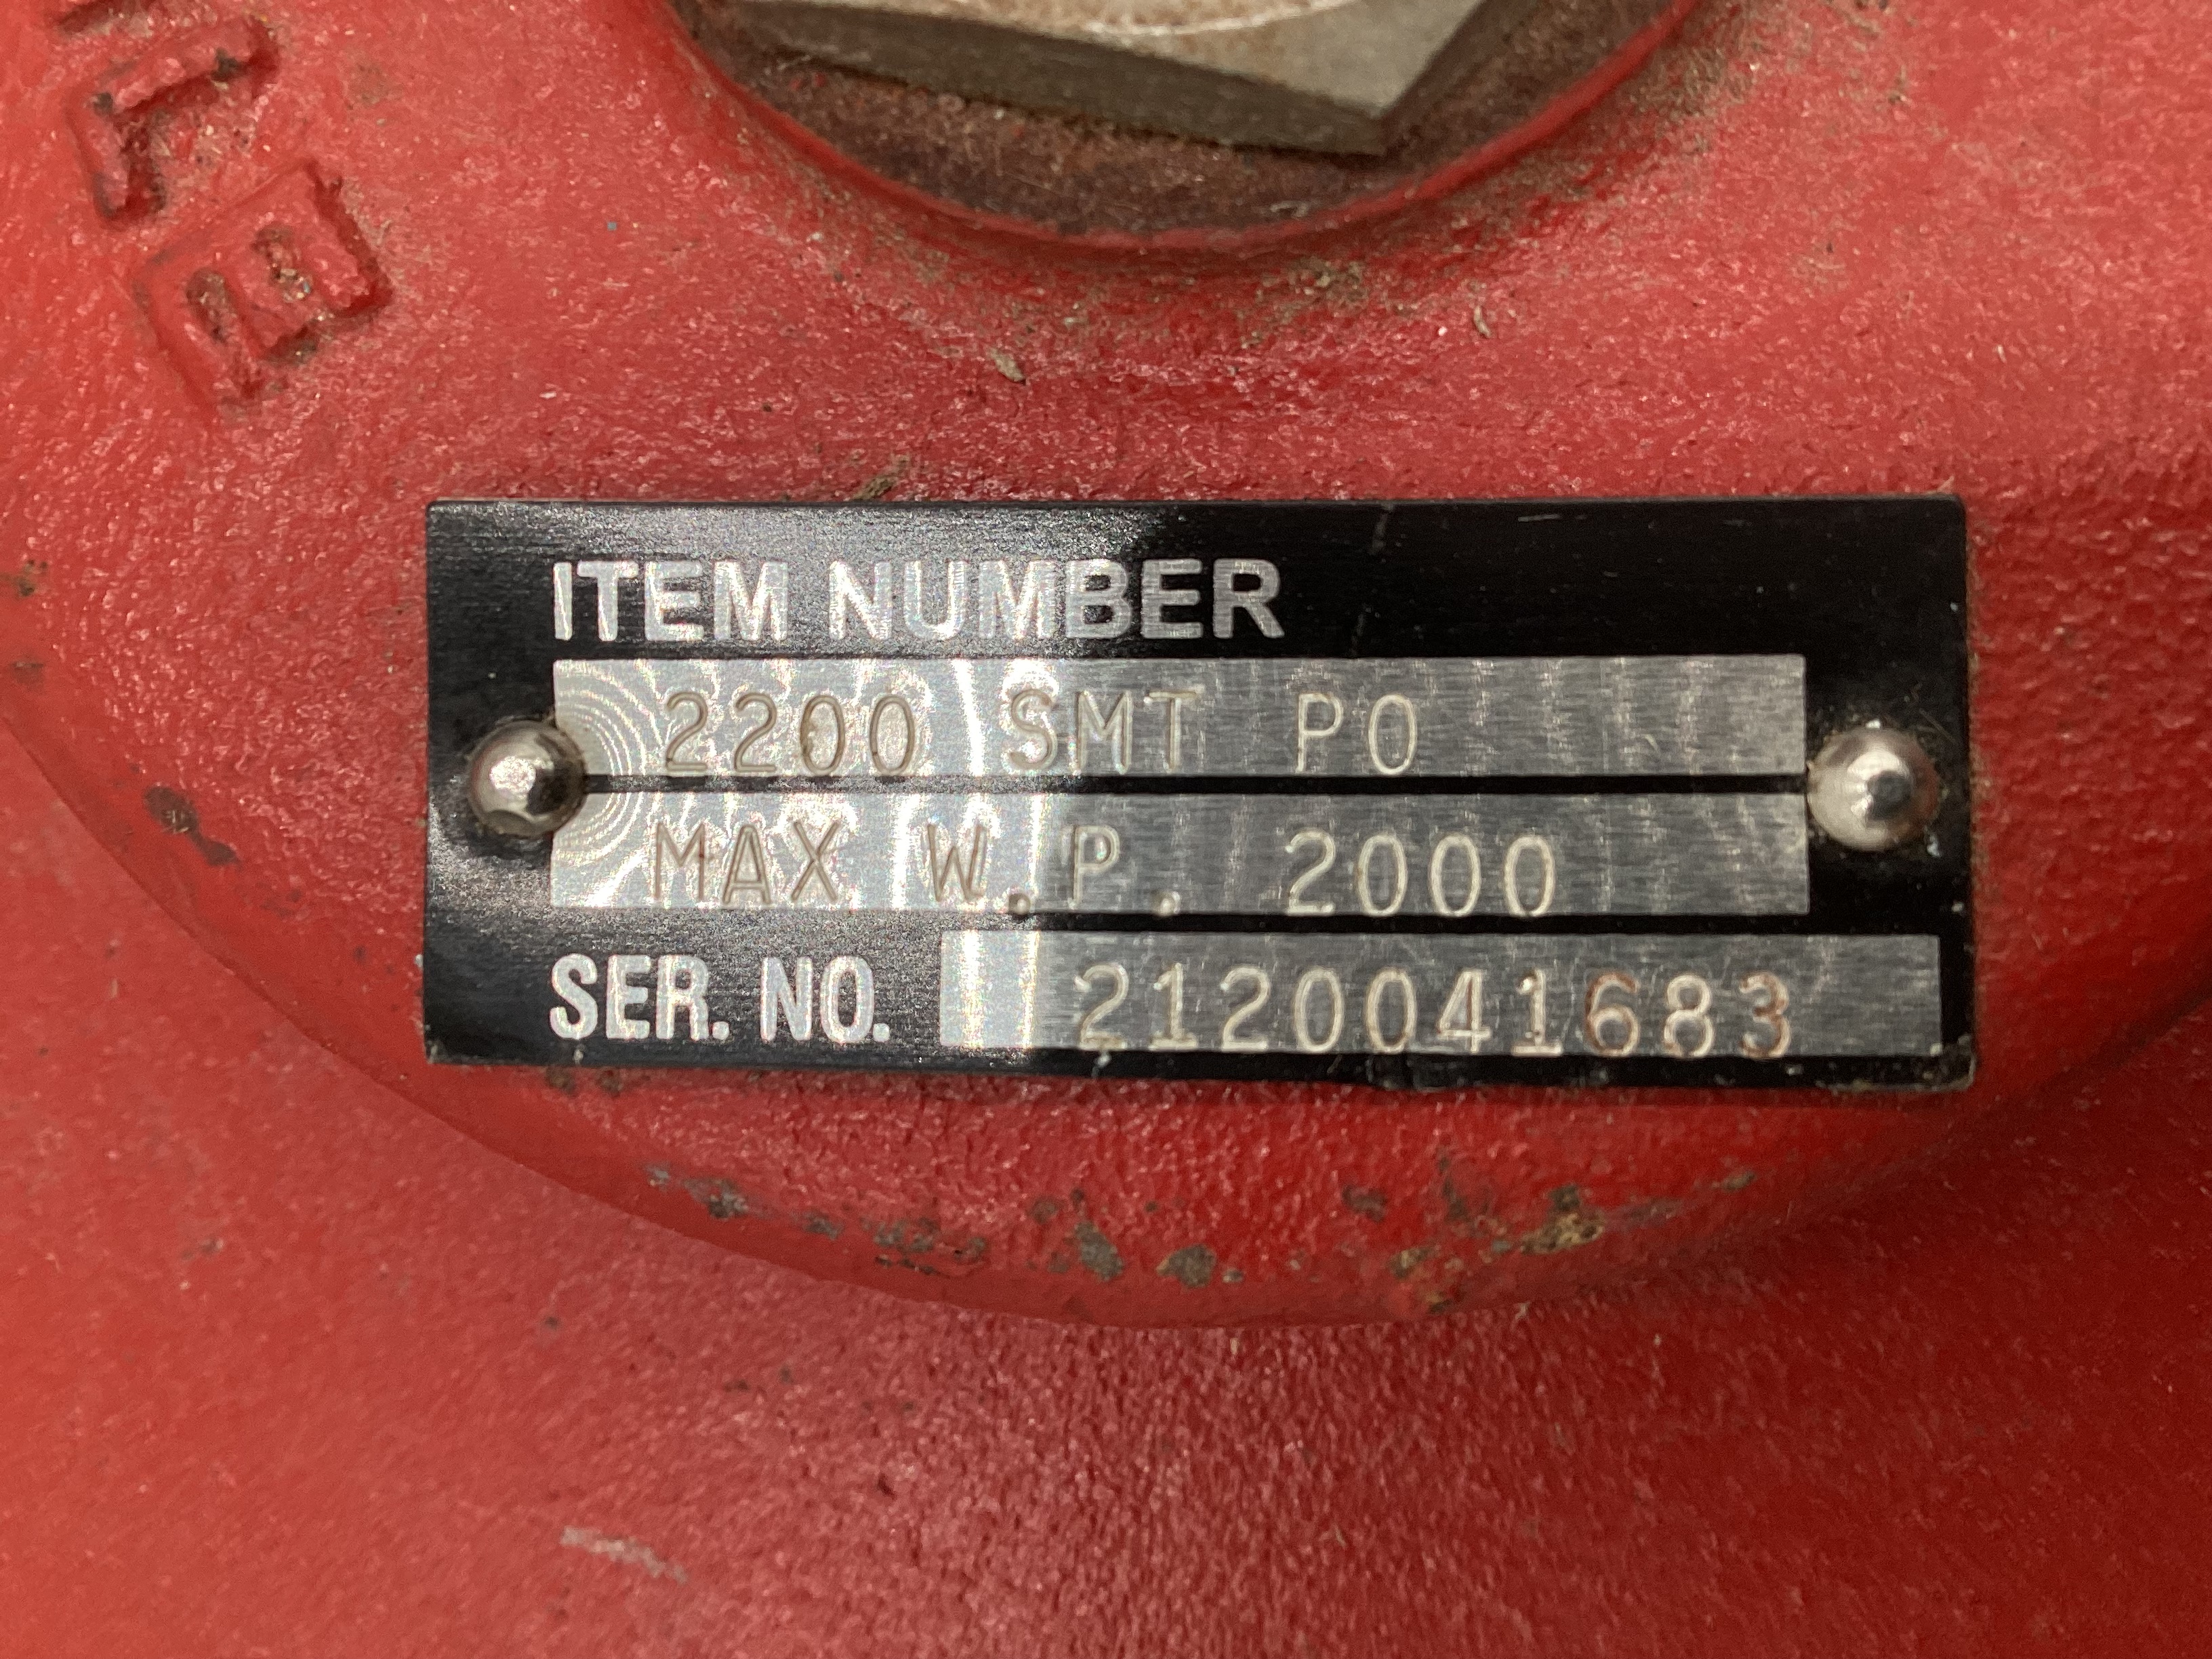 ITEM NUMBER
2200 SMT PO
MAX W.P. 2000
SER. NO. 2120041683